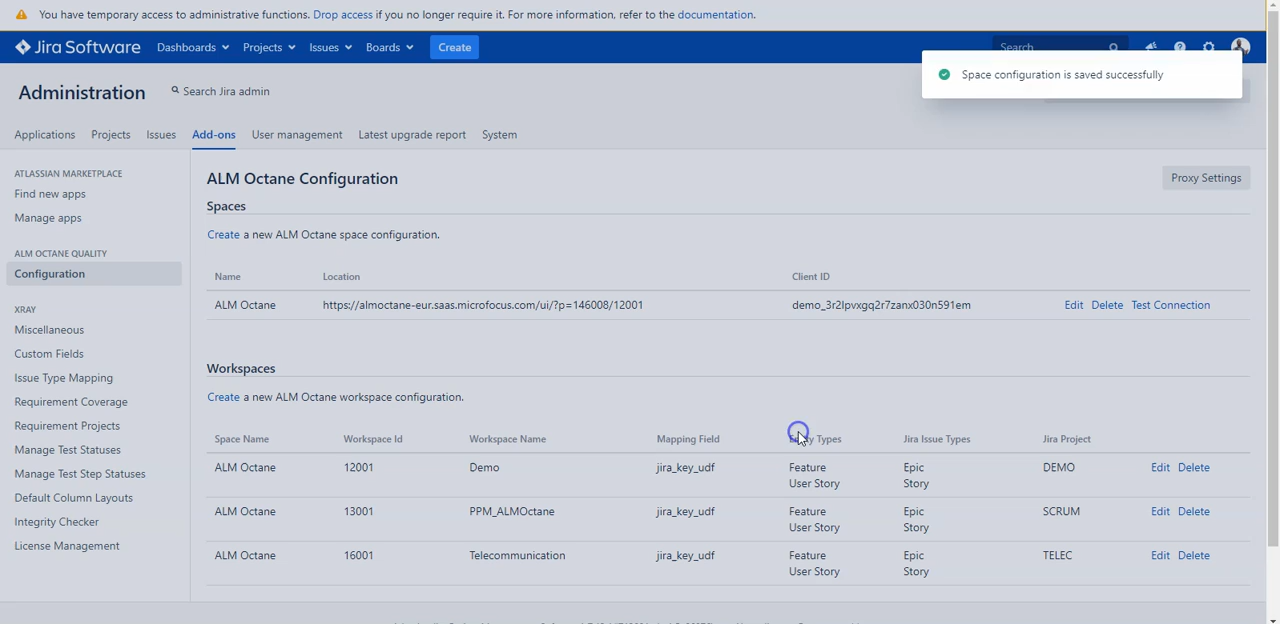 You have temporary access to administrative functions. Drop access if you no longer require it. For more information, refer to the documentation.
Jira Software Dashboards Projects Issues Boards Create Search
Space configuration is saved successfully
Administration Search Jira admin
Applications Projects Issues Add-ons User management Latest upgrade report System
ATLASSIAN MARKETPLACE
Find new apps
Manage apps
ALM OCTANE QUALITY
Configuration
XRAY
Miscellaneous
Custom Fields
Issue Type Mapping
Requirement Coverage
Requirement Projects
Manage Test Statuses
Manage Test Step Statuses
Default Column Layouts
Integrity Checker
License Management
ALM Octane Configuration Proxy Settings
Spaces
Create a new ALM Octane space configuration.
Name Location Client ID
ALM Octane https://almoctane-eur.saas.microfocus.com/ui/?p=146008/12001 demo_3r2lpvxgq2r7zanx030n591em Edit Delete Test Connection
Workspaces
Create a new ALM Octane workspace configuration.
Space Name Workspace Id Workspace Name Mapping Field Entity Types Jira Issue Types Jira Project
ALM Octane 12001 Demo jira_key_udf Feature Epic DEMO Edit Delete
User Story Story
ALM Octane 13001 PPM_ALMOctane jira_key_udf Feature Epic SCRUM Edit Delete
User Story Story
ALM Octane 16001 Telecommunication jira_key_udf Feature Epic TELEC Edit Delete
User Story Story